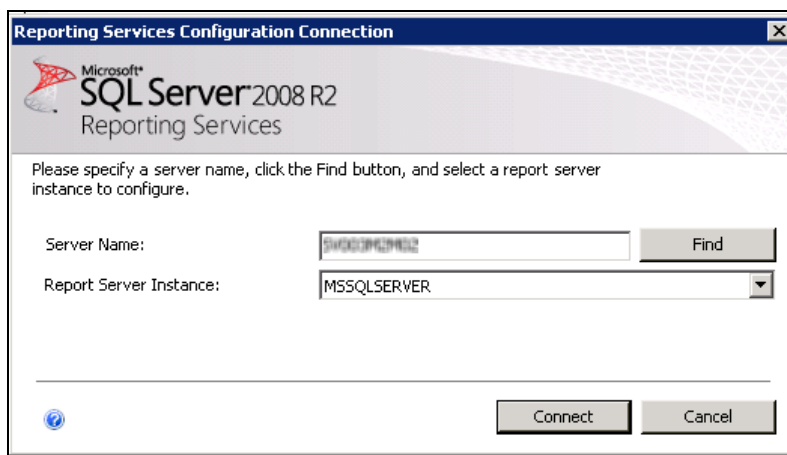 Reporting Services Configuration Connection
Microsoft®
SQL Server® 2008 R2
Reporting Services
Please specify a server name, click the Find button, and select a report server
instance to configure.
Server Name:
Find
Report Server Instance:
MSSQLSERVER
Connect
Cancel